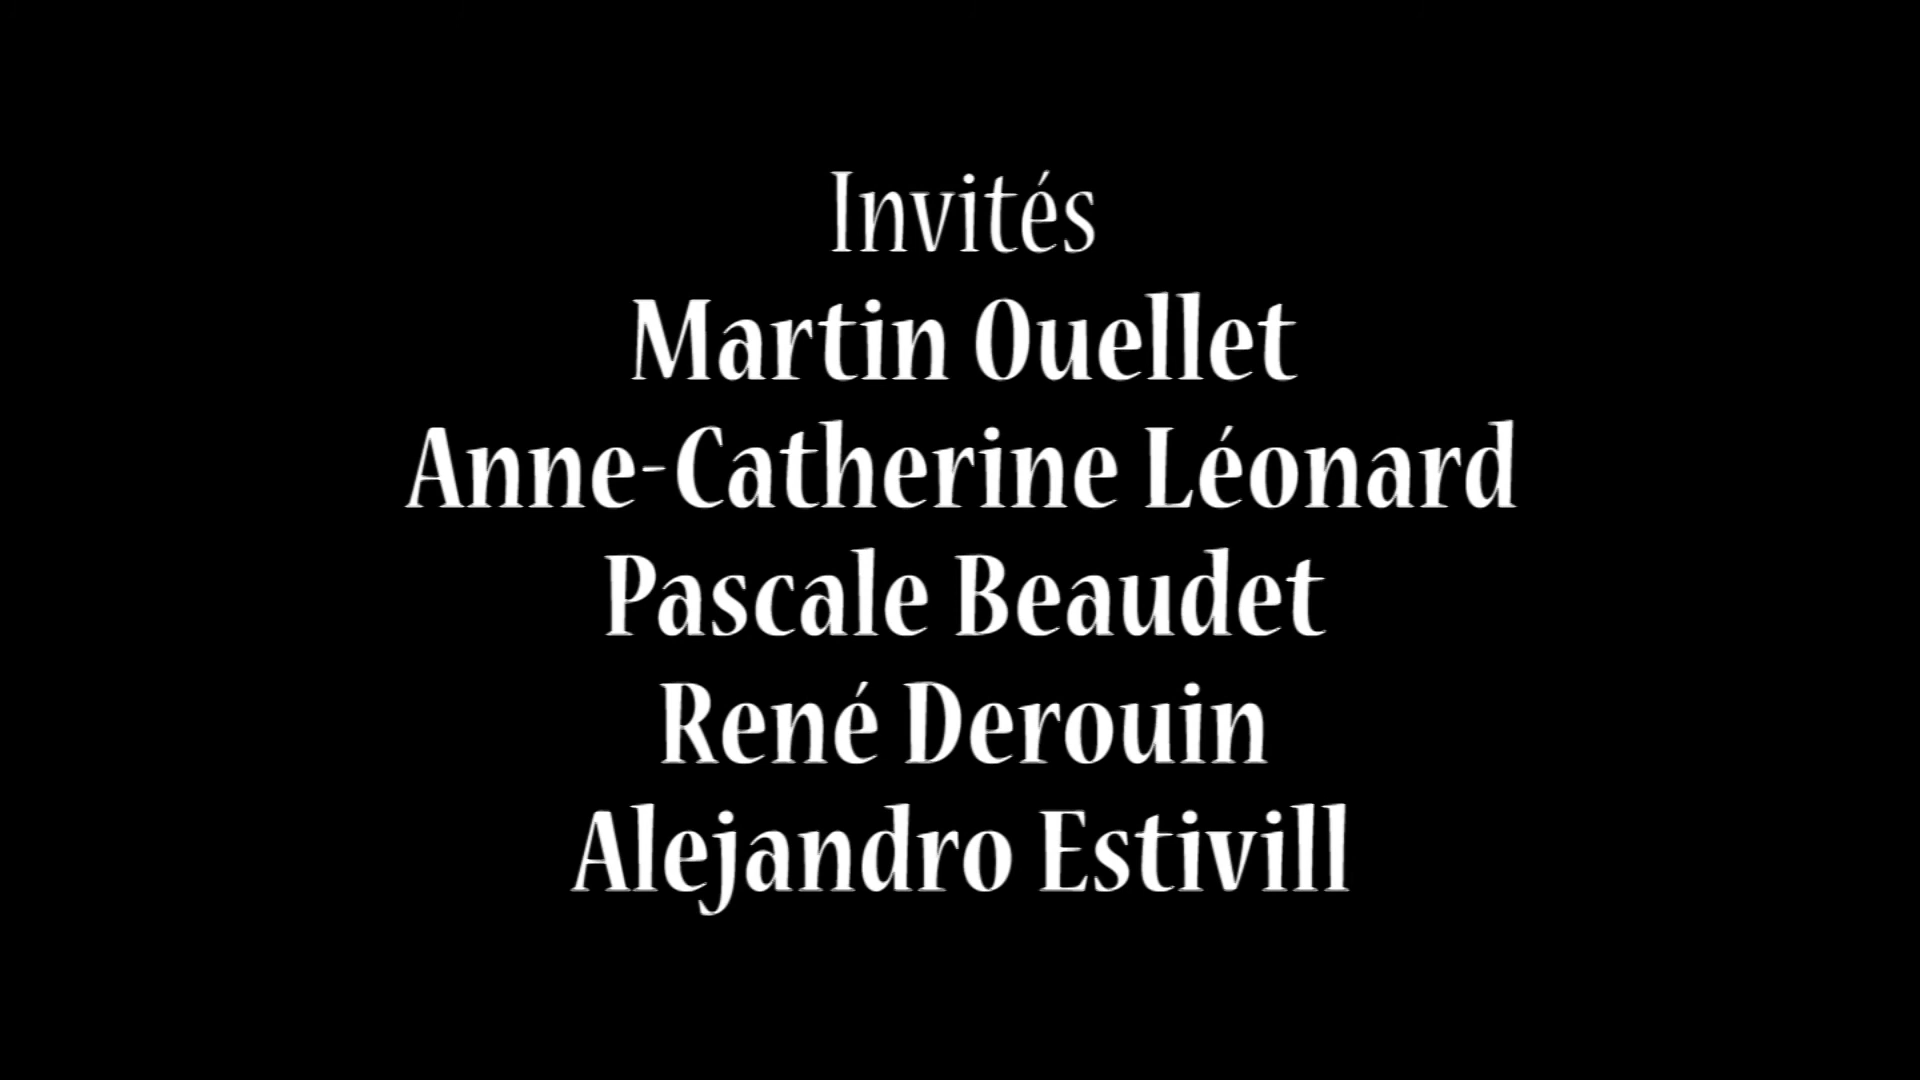 Invités
Martin Ouellet
Anne-Catherine Léonard
Pascale Beaudet
René Derouin
Alejandro Estivill